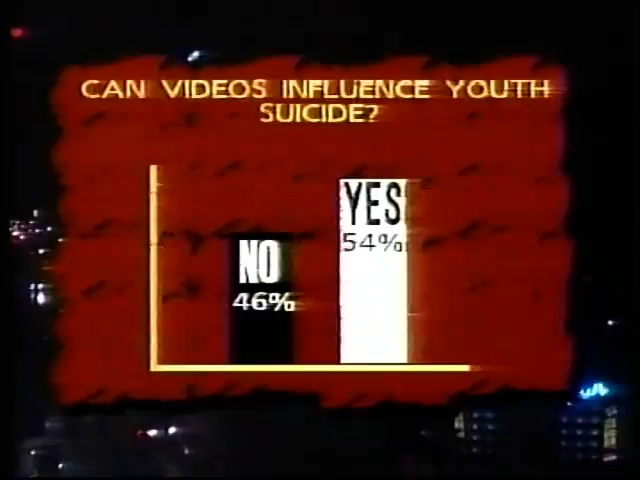 CAN VIDEOS INFLUENCE YOUTH
SUICIDE?
YES
54%
NO
46%